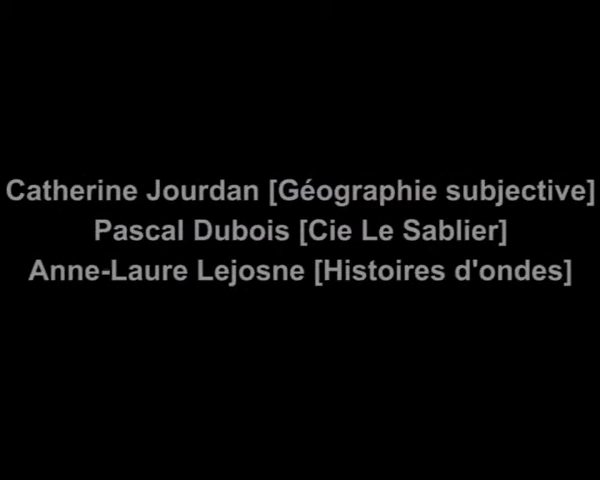 Catherine Jourdan [Géographie subjective]
Pascal Dubois [Cie Le Sablier]
Anne-Laure Lejosne [Histoires d'ondes]